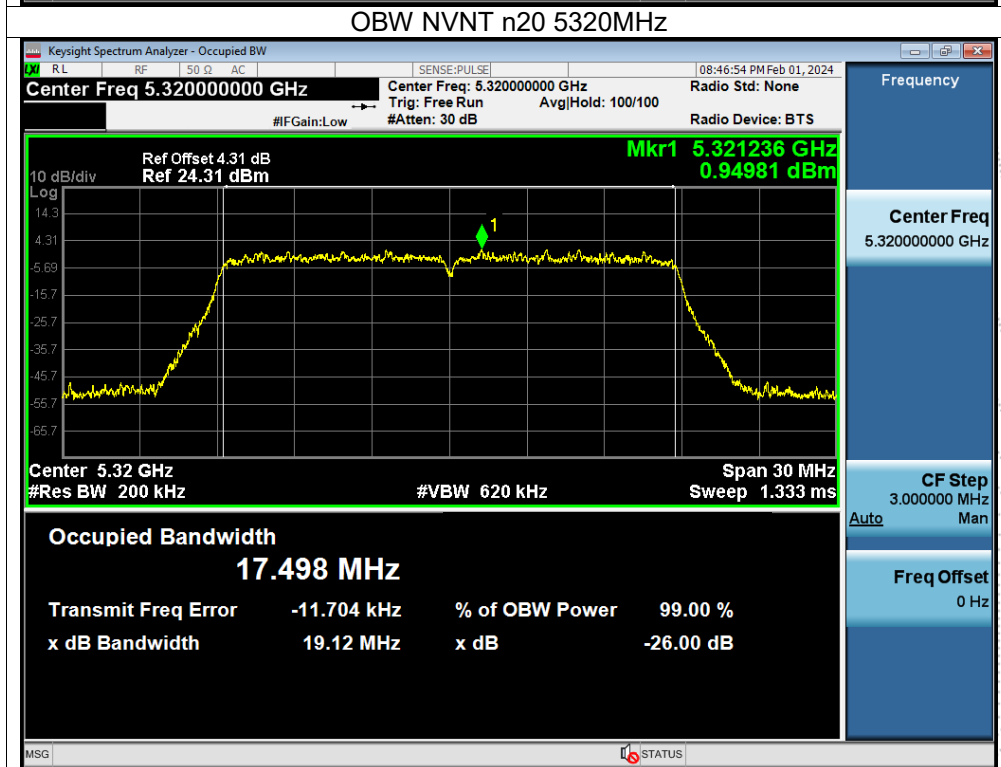 OBW NVNT n20 5320MHz
Keysight Spectrum Analyzer - Occupied BW
LXI RL RF 50 Ω AC SENSE:PULSE 08:46:54 PM Feb 01, 2024
Center Freq 5.320000000 GHz Center Freq: 5.320000000 GHz Radio Std: None
Trig: Free Run Avg|Hold: 100/100
#IFGain:Low #Atten: 30 dB Radio Device: BTS
Frequency
Mkr1 5.321236 GHz
0.94981 dBm
Ref Offset 4.31 dB
10 dB/div Ref 24.31 dBm
Log
14.3
4.31
-5.69
-15.7
-25.7
-35.7
-45.7
-55.7
-65.7
1
Center 5.32 GHz Span 30 MHz
#Res BW 200 kHz #VBW 620 kHz Sweep 1.333 ms
Center Freq
5.320000000 GHz
CF Step
3.000000 MHz
Auto Man
Freq Offset
0 Hz
Occupied Bandwidth
17.498 MHz
Transmit Freq Error -11.704 kHz % of OBW Power 99.00 %
x dB Bandwidth 19.12 MHz x dB -26.00 dB
MSG STATUS